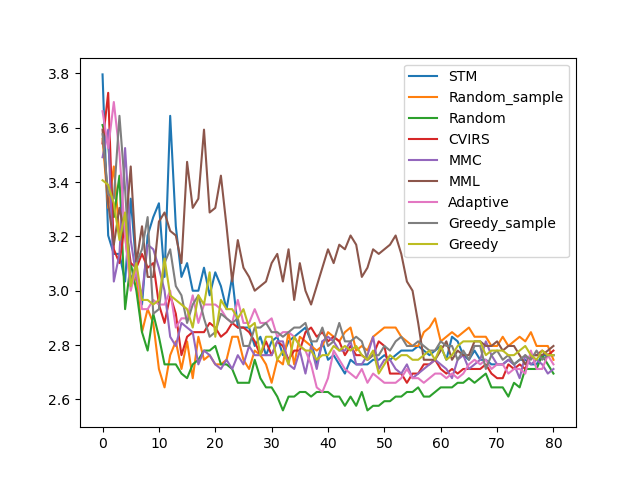 3.8
3.6
3.4
3.2
3.0
2.8
2.6
0 10 20 30 40 50 60 70 80
STM
Random_sample
Random
CVIRS
MMC
MML
Adaptive
Greedy_sample
Greedy